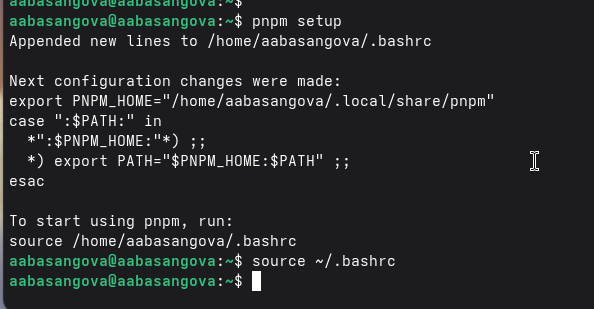 aabasangova@aabasangova:~$
aabasangova@aabasangova:~$ pnpm setup
Appended new lines to /home/aabasangova/.bashrc
Next configuration changes were made:
export PNPM_HOME="/home/aabasangova/.local/share/pnpm"
case ":$PATH:" in
  *":$PNPM_HOME:"*) ;;
  *) export PATH="$PNPM_HOME:$PATH" ;;
esac
To start using pnpm, run:
source /home/aabasangova/.bashrc
aabasangova@aabasangova:~$ source ~/.bashrc
aabasangova@aabasangova:~$